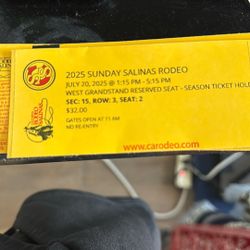 2025 SUNDAY SALINAS RODEO
JULY 20, 2025 @ 1:15 PM - 5:15 PM
WEST GRANDSTAND RESERVED SEAT - SEASON TICKET HOL
SEC: 15, ROW: 3, SEAT: 2
$32.00
GATES OPEN AT 11 AM
NO RE-ENTRY
www.carodeo.com